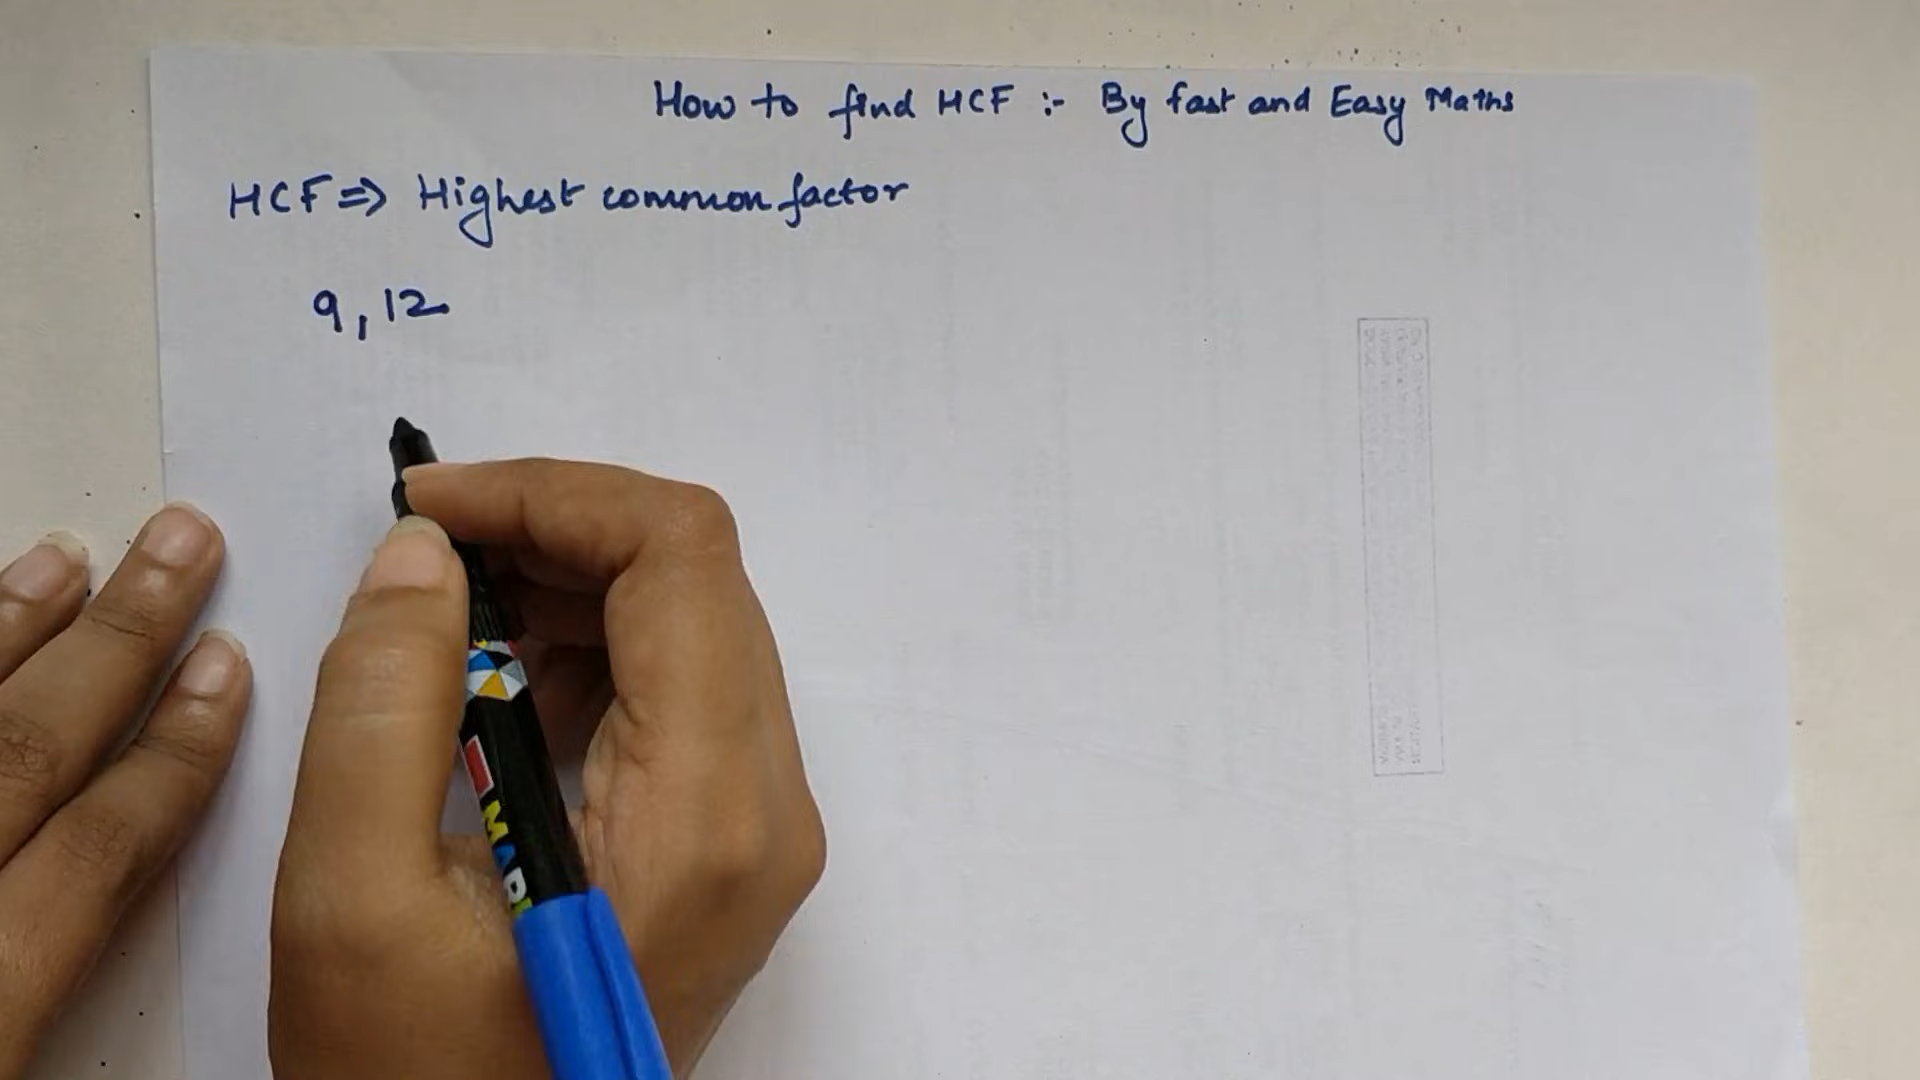 How to find HCF :- By fast and Easy Maths
HCF => Highest common factor
9, 12